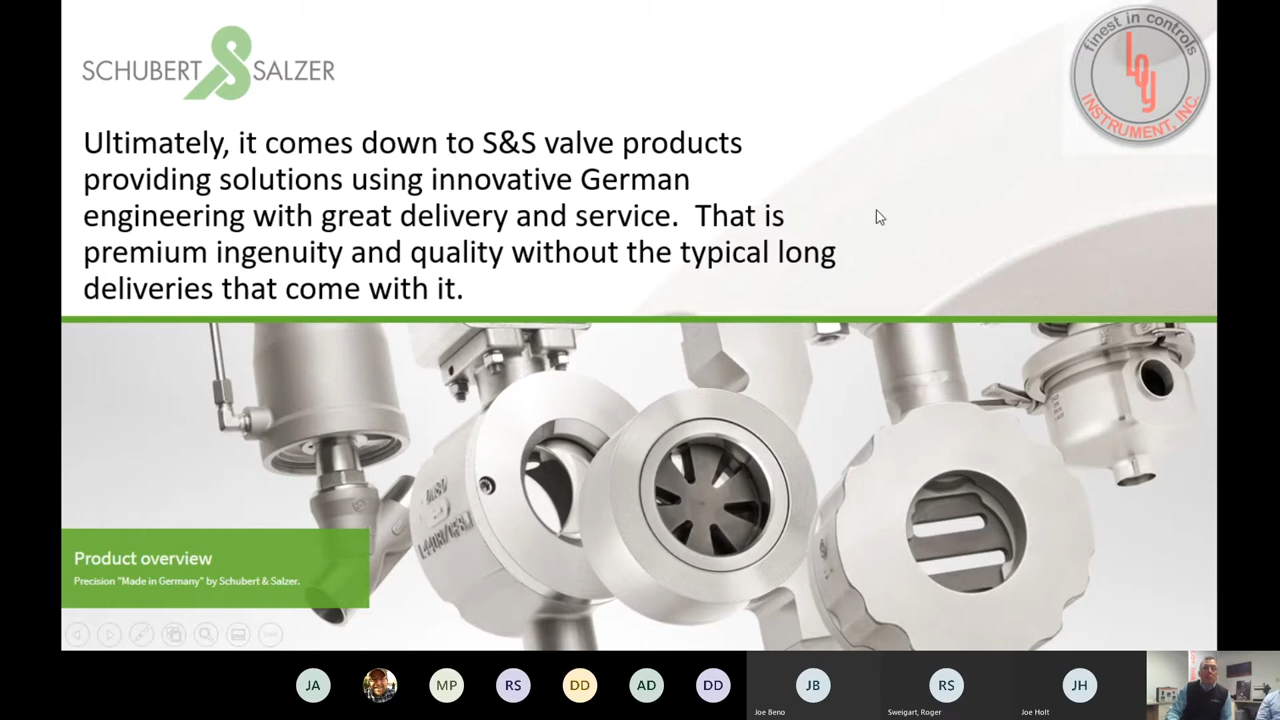 SCHUBERT & SALZER
finest in controls
Loy
INSTRUMENT, INC.
Ultimately, it comes down to S&S valve products
providing solutions using innovative German
engineering with great delivery and service.  That is
premium ingenuity and quality without the typical long
deliveries that come with it.
Product overview
Precision "Made in Germany" by Schubert & Salzer.
JA
MP
RS
DD
AD
DD
JB
RS
JH
Joe Beno
Sweigart, Roger
Joe Holt